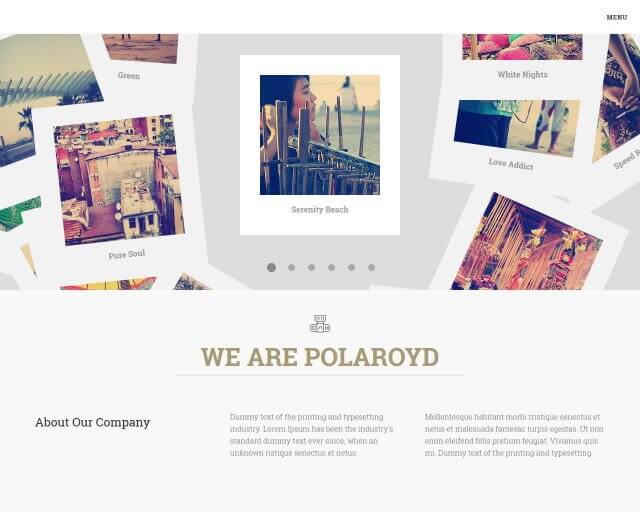 MENU
Green
White Nights
Love Addict
Speed
Serenity Beach
Pure Soul
WE ARE POLAROYD
About Our Company
Dummy text of the printing and typesetting
industry. Lorem Ipsum has been the industry's
standard dummy text ever since, when an
unknown ristique senectus et netus.
Mellentesque habitant morbi tristique senectus et
netus et malesuada famesac turpis egestas. Ut non
enim eleifend felis pretium feugiat. Vivamus quis
mi. Dummy text of the printing and typesetting